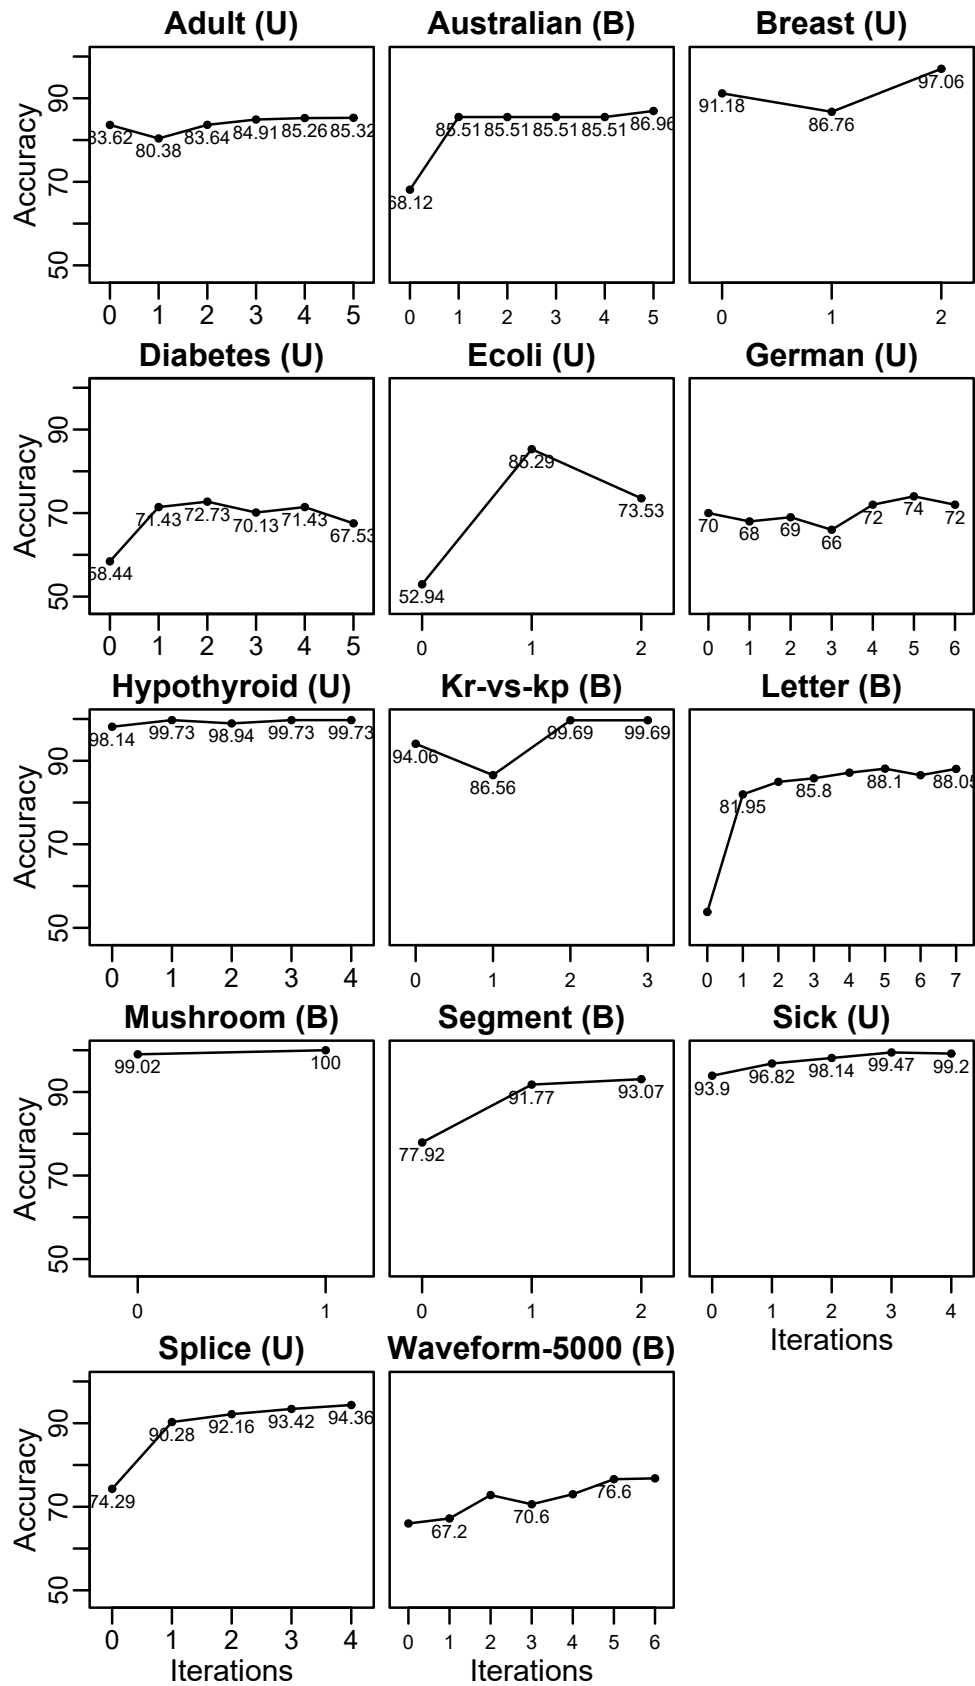 Adult (U) Australian (B) Breast (U)
Accuracy
90
70
50
83.62 80.38 83.64 84.91 85.26 85.32
68.12 85.51 85.51 85.51 85.51 86.96
91.18 86.76 97.06
0 1 2 3 4 5
0 1 2 3 4 5
0 1 2
Diabetes (U) Ecoli (U) German (U)
Accuracy
90
70
50
58.44 71.43 72.73 70.13 71.43 67.53
52.94 85.29 73.53
70 68 69 66 72 74 72
0 1 2 3 4 5
0 1 2
0 1 2 3 4 5 6
Hypothyroid (U) Kr-vs-kp (B) Letter (B)
Accuracy
90
70
50
98.14 99.73 98.94 99.73 99.73
94.06 86.56 99.69 99.69
81.95 85.8 88.1 88.05
0 1 2 3 4
0 1 2 3
0 1 2 3 4 5 6 7
Mushroom (B) Segment (B) Sick (U)
Accuracy
90
70
50
99.02 100
77.92 91.77 93.07
93.9 96.82 98.14 99.47 99.2
0 1
0 1 2
0 1 2 3 4
Iterations
Splice (U) Waveform-5000 (B)
Accuracy
90
70
50
74.29 90.28 92.16 93.42 94.36
67.2 70.6 76.6
0 1 2 3 4
0 1 2 3 4 5 6
Iterations Iterations